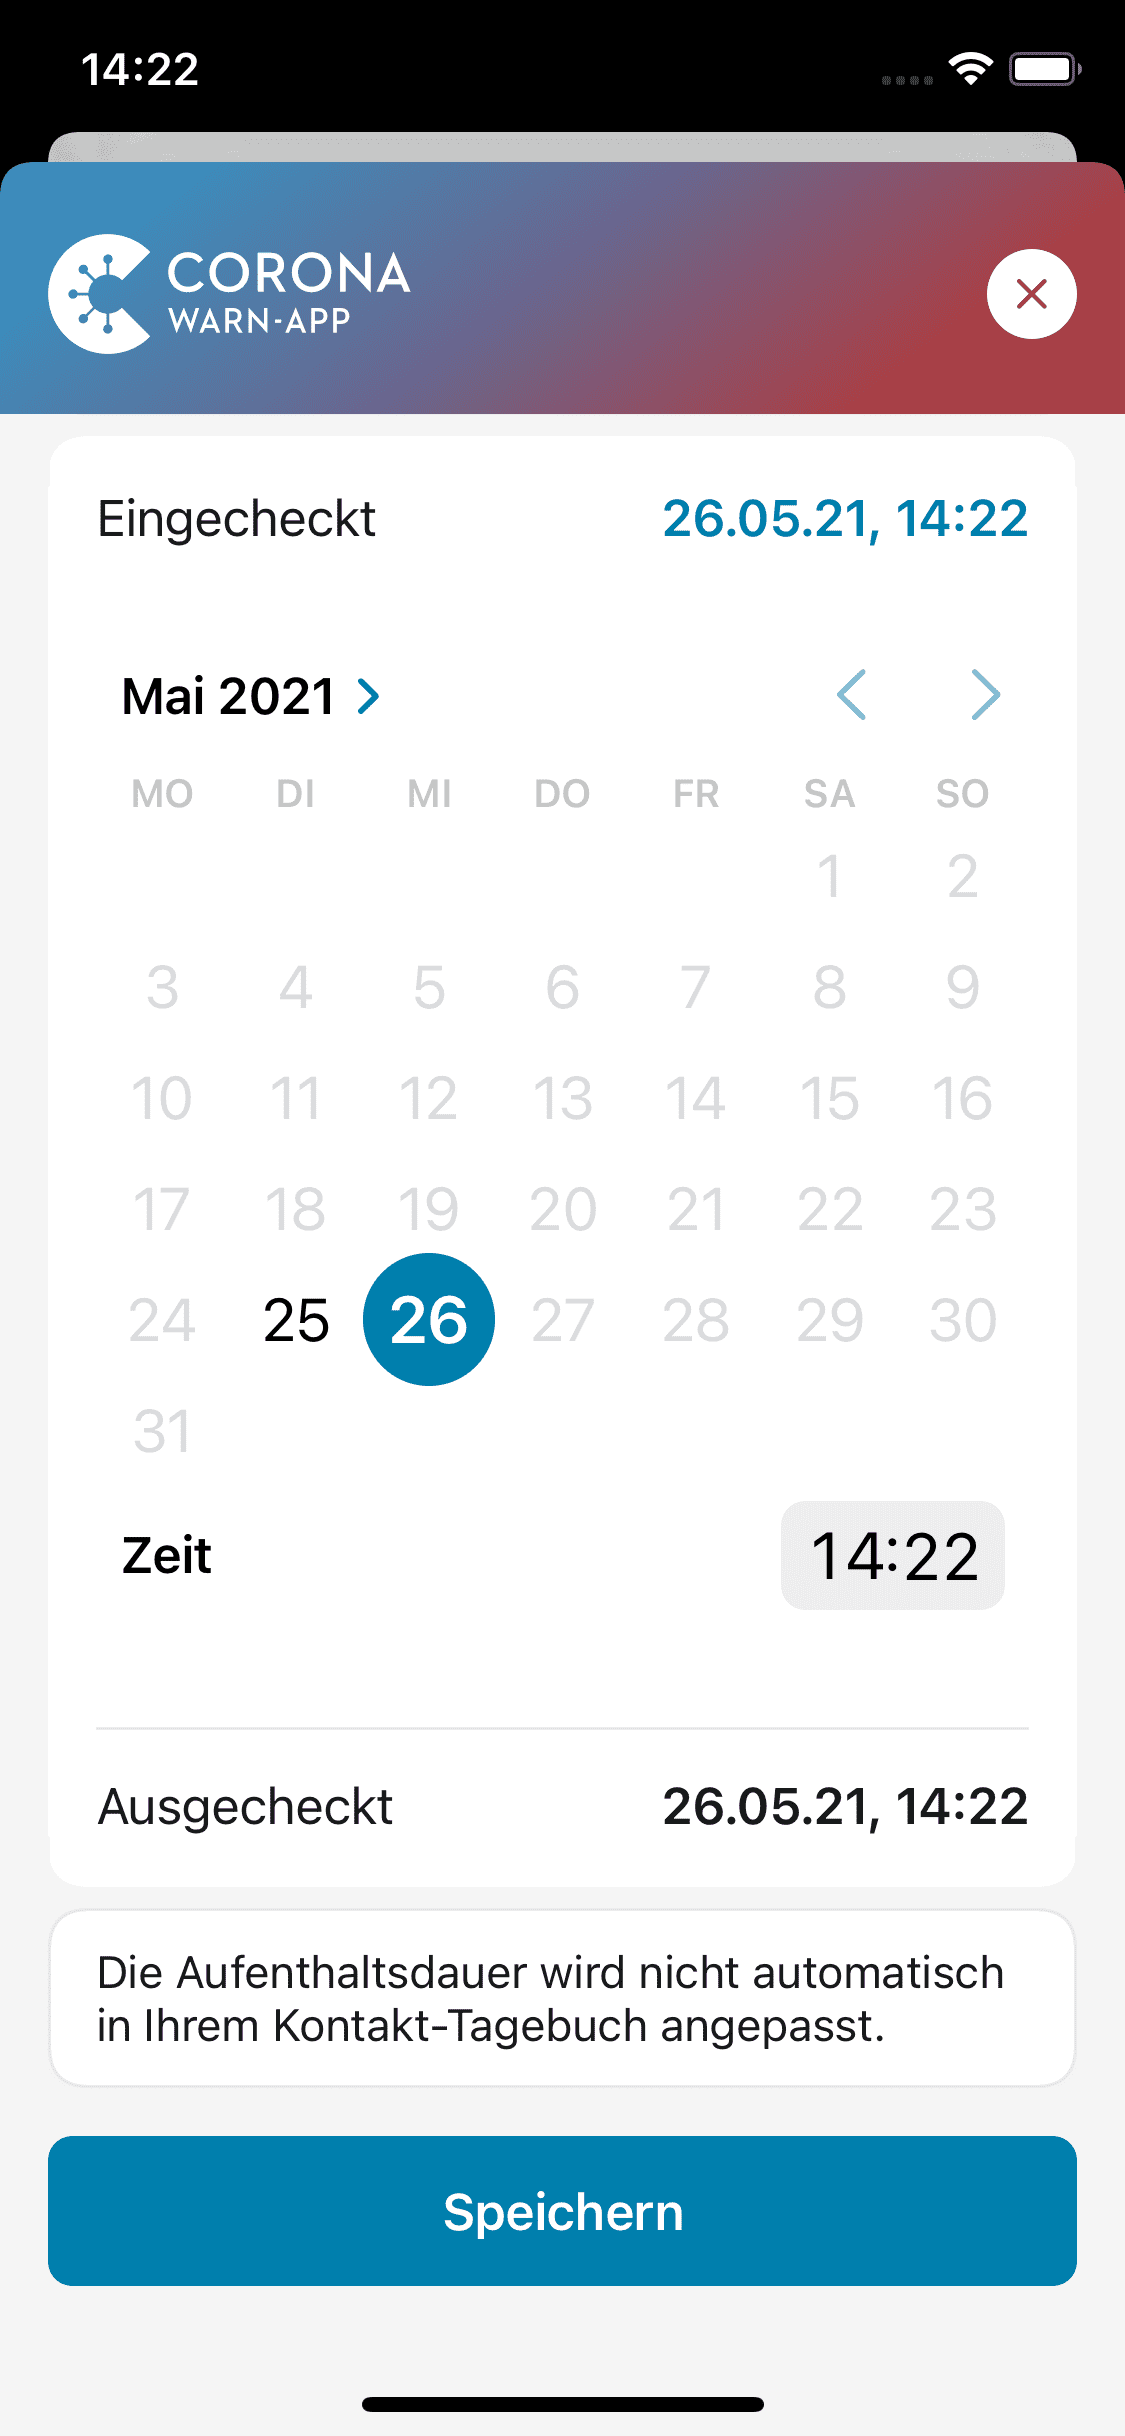 14:22
CORONA
WARN-APP
Eingecheckt 26.05.21, 14:22
Mai 2021
MO DI MI DO FR SA SO
1 2
3 4 5 6 7 8 9
10 11 12 13 14 15 16
17 18 19 20 21 22 23
24 25 26 27 28 29 30
31
Zeit 14:22
Ausgecheckt 26.05.21, 14:22
Die Aufenthaltsdauer wird nicht automatisch
in Ihrem Kontakt-Tagebuch angepasst.
Speichern